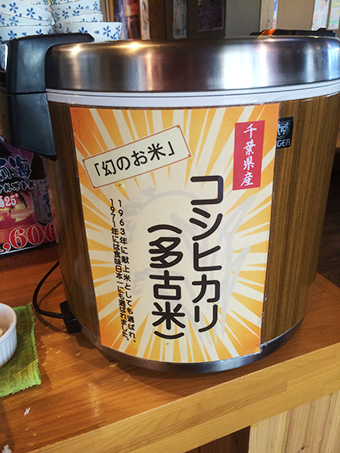 千葉県産
「幻のお米」
コシヒカリ
(多古米)
1963年に献上米としても選ばれ、
1971年には食味日本一にも選ばれました。
TIGER
,600